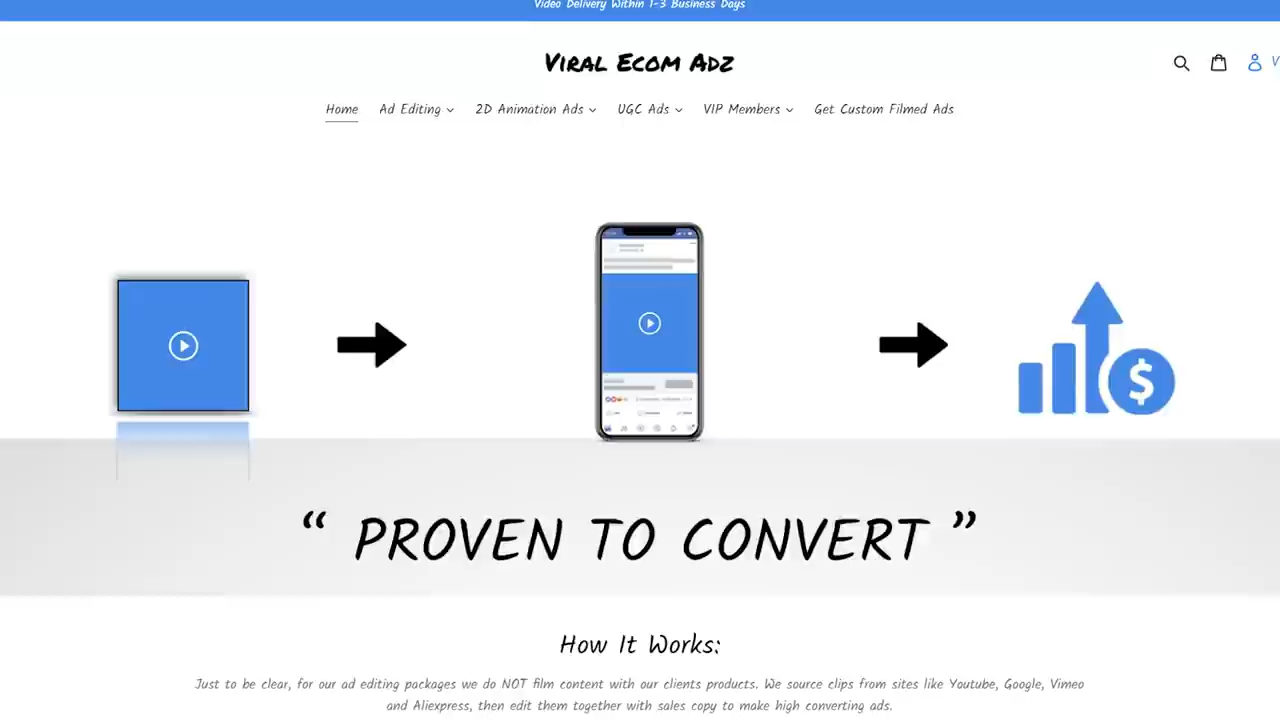 Video Delivery Within 1-3 Business Days
Viral Ecom Adz
V
Home Ad Editing 2D Animation Ads UGC Ads VIP Members Get Custom Filmed Ads
$
“ PROVEN TO CONVERT ”
How It Works:
Just to be clear, for our ad editing packages we do NOT film content with our clients products. We source clips from sites like Youtube, Google, Vimeo
and Aliexpress, then edit them together with sales copy to make high converting ads.